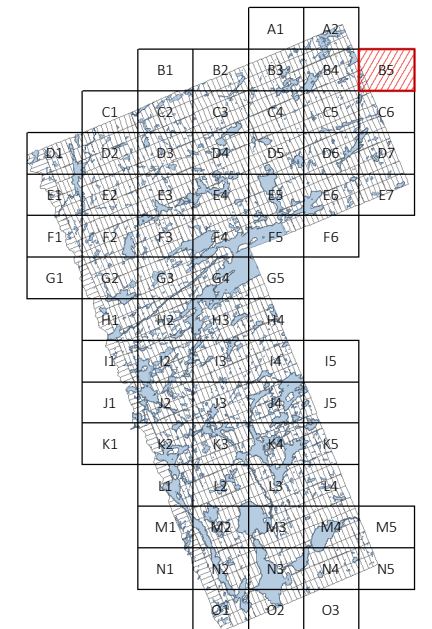 A1 A2
B1 B2 B3 B4 B5
C1 C2 C3 C4 C5 C6
D1 D2 D3 D4 D5 D6 D7
E1 E2 E3 E4 E5 E6 E7
F1 F2 F3 F4 F5 F6
G1 G2 G3 G4 G5
H1 H2 H3 H4
I1 I2 I3 I4 I5
J1 J2 J3 J4 J5
K1 K2 K3 K4 K5
L1 L2 L3 L4
M1 M2 M3 M4 M5
N1 N2 N3 N4 N5
O1 O2 O3